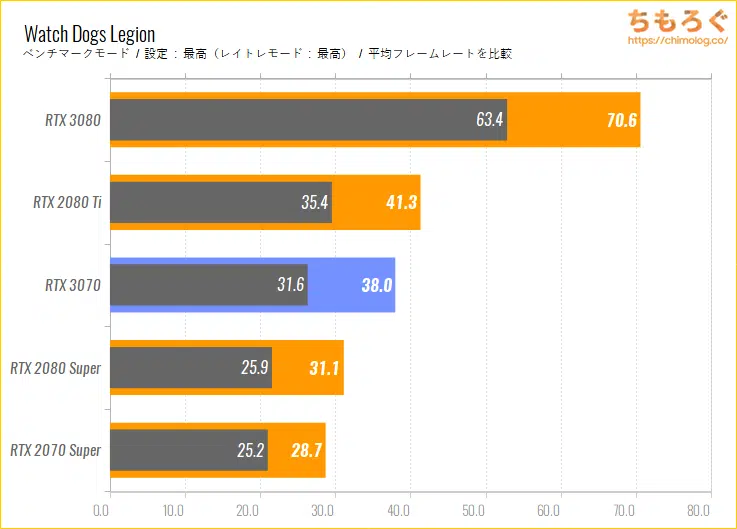 ちもろぐ
https://chimolog.co/
Watch Dogs Legion
ベンチマークモード / 設定 : 最高（レイトレモード : 最高） / 平均フレームレートを比較
RTX 3080 63.4 70.6
RTX 2080 Ti 35.4 41.3
RTX 3070 31.6 38.0
RTX 2080 Super 25.9 31.1
RTX 2070 Super 25.2 28.7
0.0 10.0 20.0 30.0 40.0 50.0 60.0 70.0 80.0